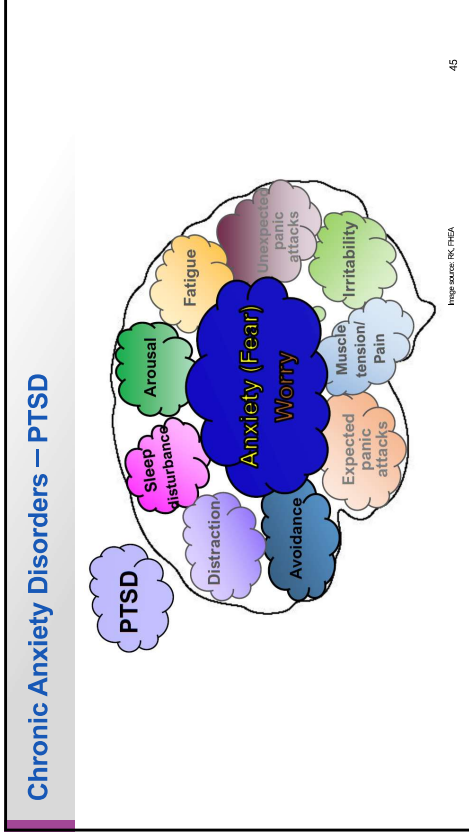 Chronic Anxiety Disorders – PTSD
PTSD
Sleep
disturbance
Arousal
Fatigue
Unexpected
panic
attacks
Distraction
Anxiety (Fear)
Worry
Irritability
Avoidance
Expected
panic
attacks
Muscle
tension/
Pain
Image source: RK, FHEA
45